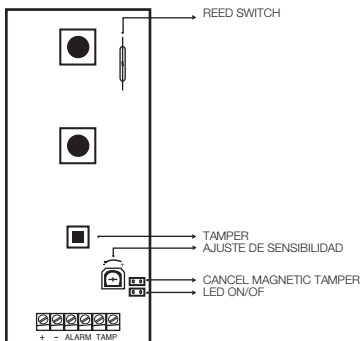 REED SWITCH
TAMPER
AJUSTE DE SENSIBILIDAD
- +
CANCEL MAGNETIC TAMPER
LED ON/OF
+ − ALARM TAMP